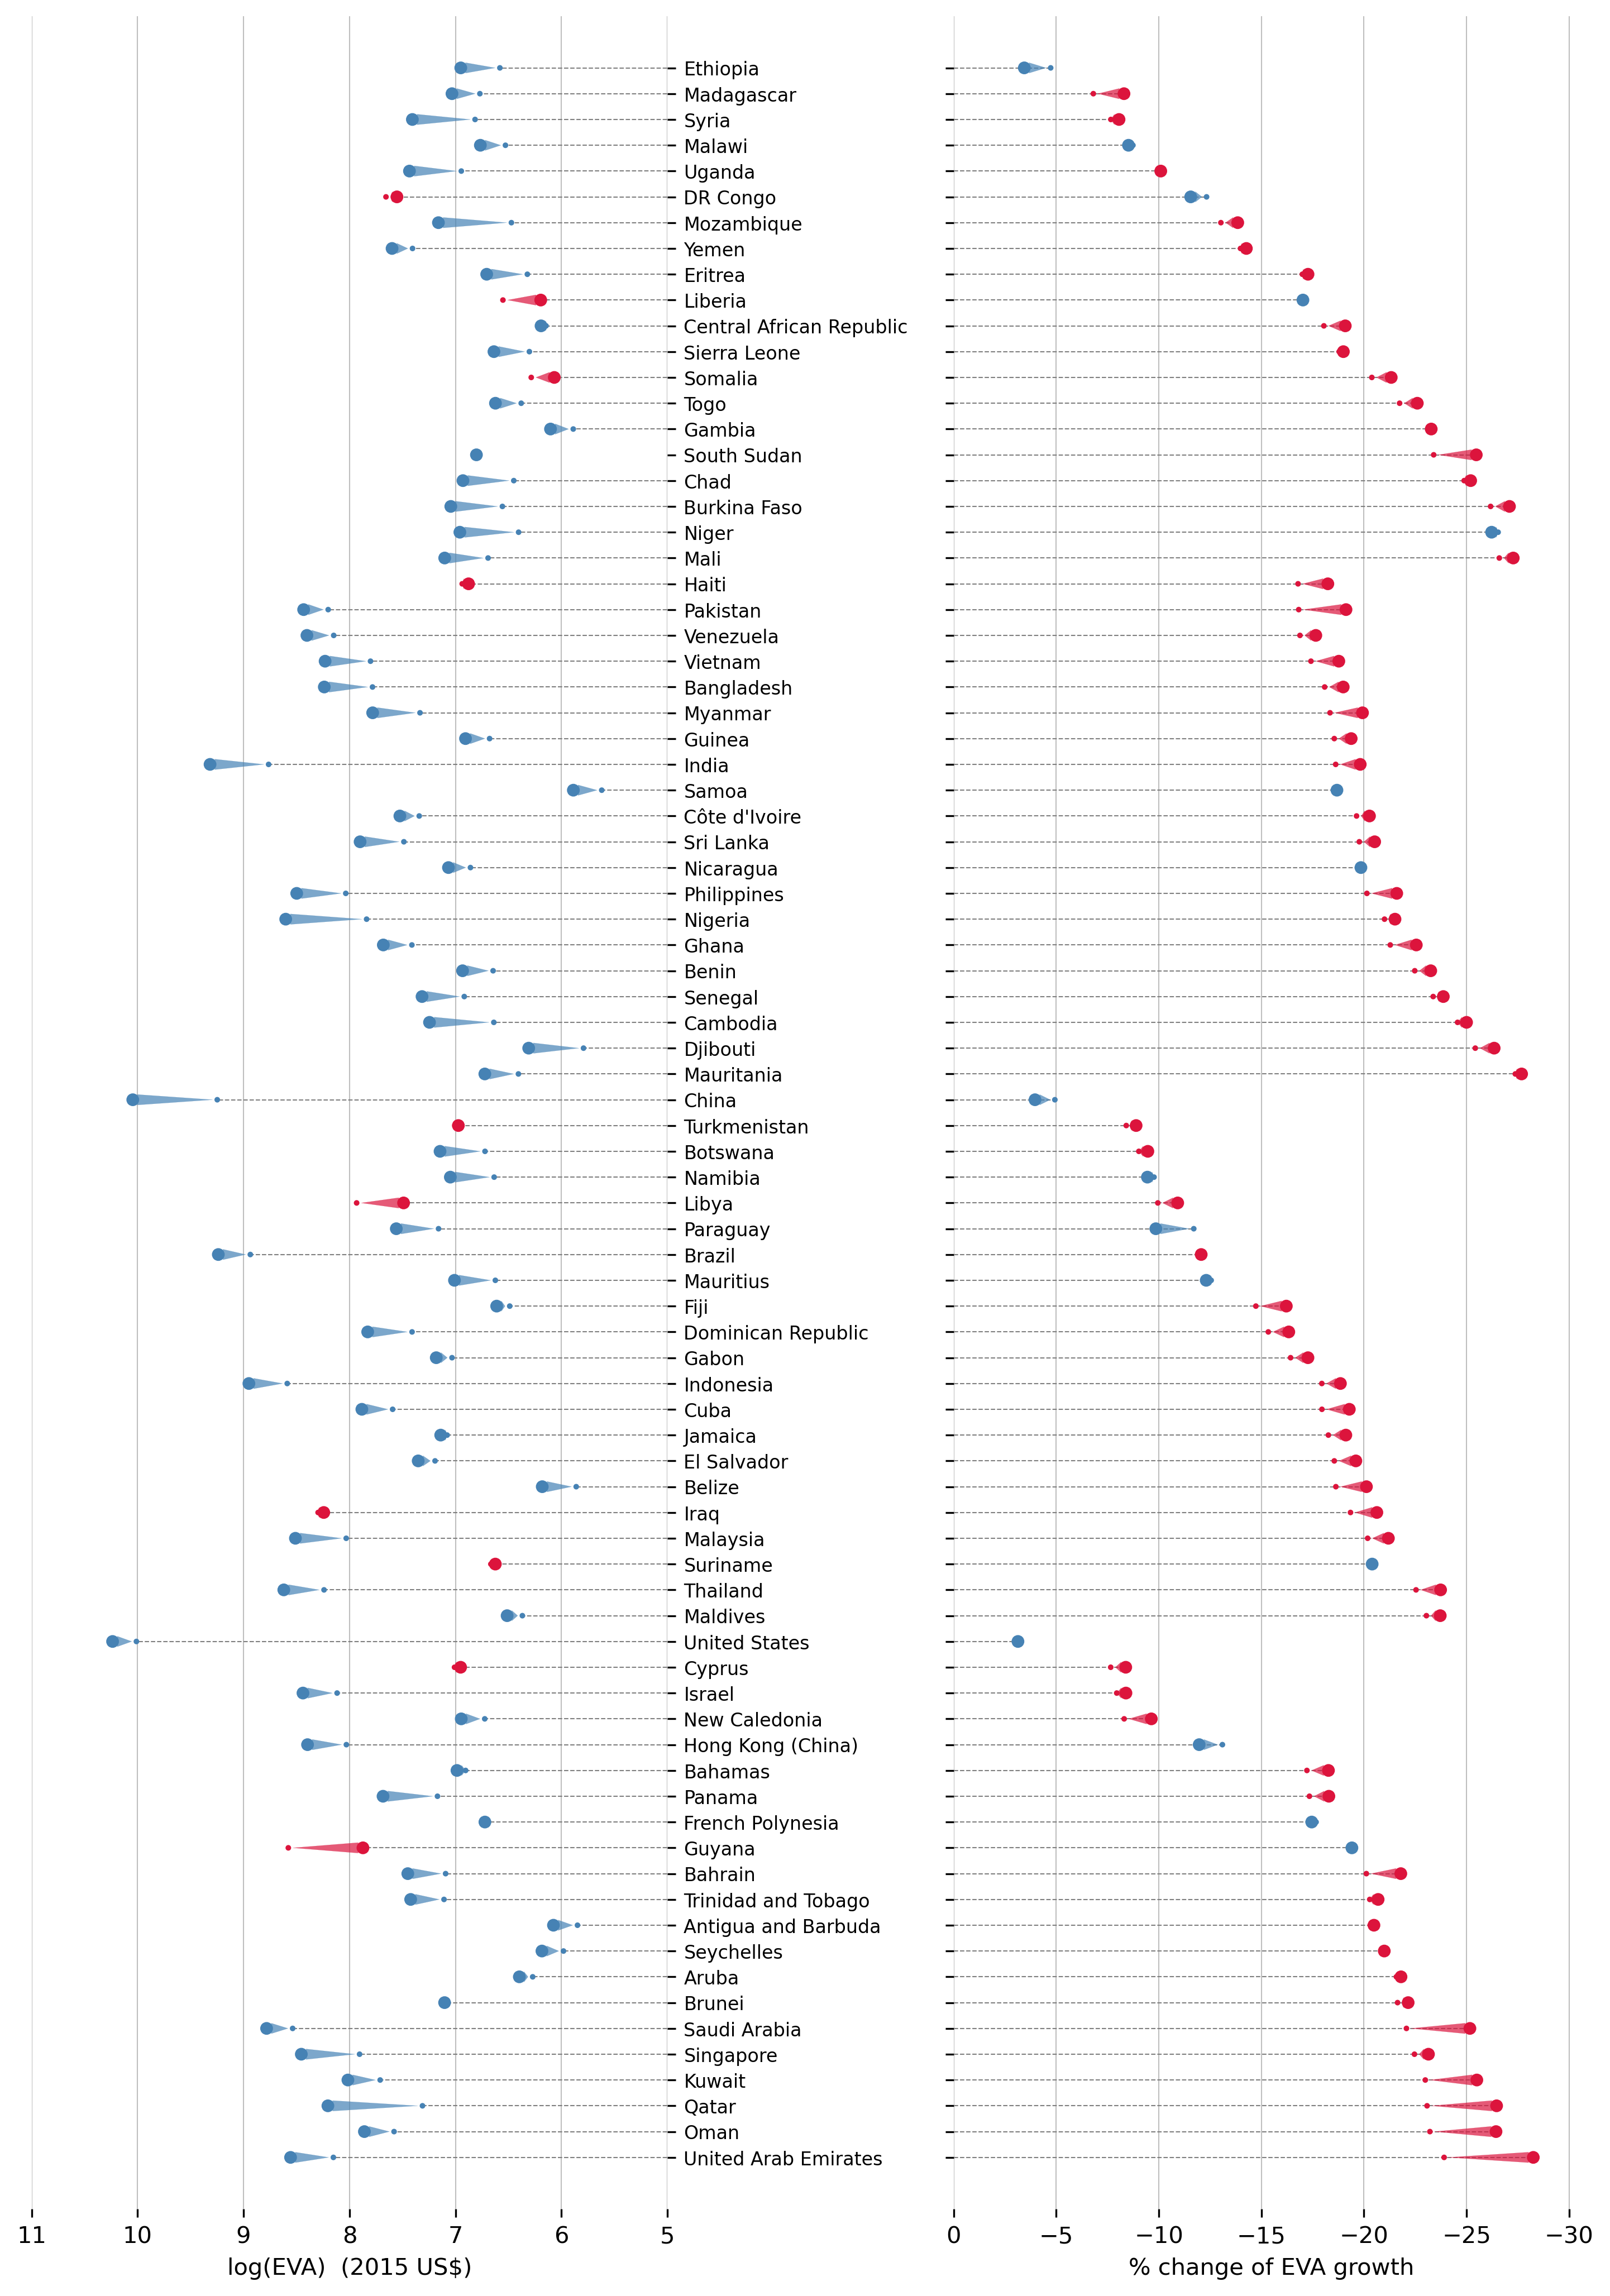 Ethiopia
Madagascar
Syria
Malawi
Uganda
DR Congo
Mozambique
Yemen
Eritrea
Liberia
Central African Republic
Sierra Leone
Somalia
Togo
Gambia
South Sudan
Chad
Burkina Faso
Niger
Mali
Haiti
Pakistan
Venezuela
Vietnam
Bangladesh
Myanmar
Guinea
India
Samoa
Côte d'Ivoire
Sri Lanka
Nicaragua
Philippines
Nigeria
Ghana
Benin
Senegal
Cambodia
Djibouti
Mauritania
China
Turkmenistan
Botswana
Namibia
Libya
Paraguay
Brazil
Mauritius
Fiji
Dominican Republic
Gabon
Indonesia
Cuba
Jamaica
El Salvador
Belize
Iraq
Malaysia
Suriname
Thailand
Maldives
United States
Cyprus
Israel
New Caledonia
Hong Kong (China)
Bahamas
Panama
French Polynesia
Guyana
Bahrain
Trinidad and Tobago
Antigua and Barbuda
Seychelles
Aruba
Brunei
Saudi Arabia
Singapore
Kuwait
Qatar
Oman
United Arab Emirates
11 10 9 8 7 6 5 0 −5 −10 −15 −20 −25 −30
log(EVA) (2015 US$) % change of EVA growth